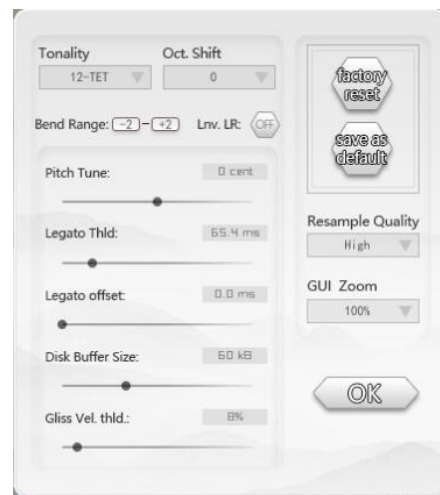 Tonality
Oct. Shift
12-TET
0
Bend Range: -2 - +2
Lnv. LR: OFF
Pitch Tune: 0 cent
Legato Thld: 65.4 ms
Legato offset: 0.0 ms
Disk Buffer Size: 60 kB
Gliss Vel. thld.: 8%
factory
reset
save as
default
Resample Quality
High
GUI Zoom
100%
OK